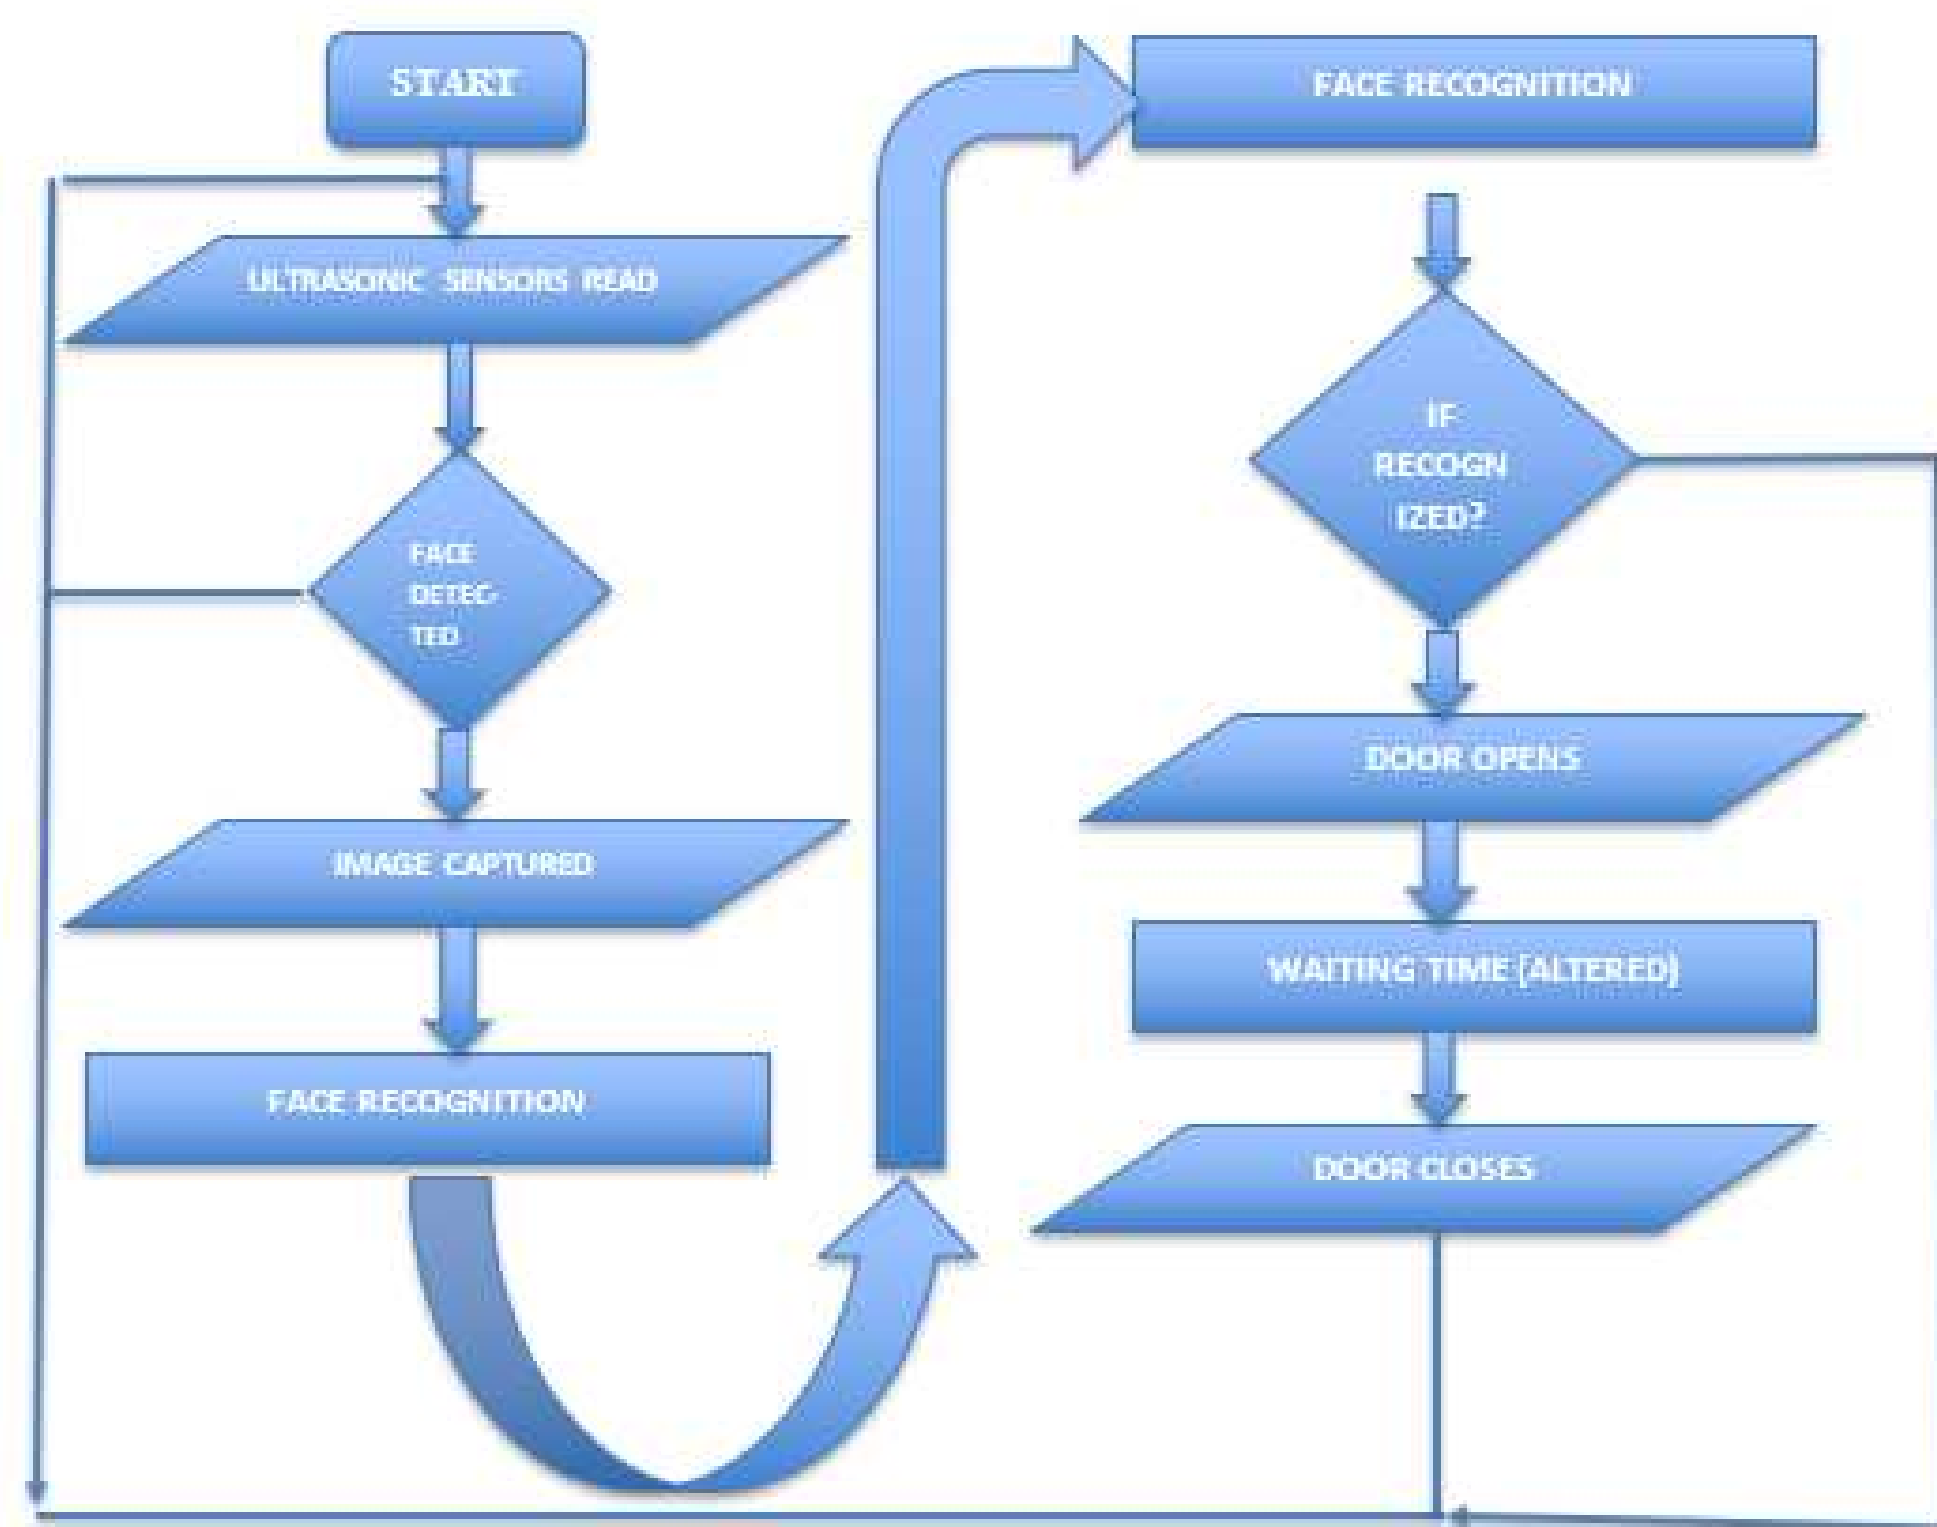 START
ULTRASONIC SENSORS READ
FACE
DETEC-
TED
IMAGE CAPTURED
FACE RECOGNITION
FACE RECOGNITION
IF
RECOGN
IZED?
DOOR OPENS
WAITING TIME (ALTERED)
DOOR CLOSES